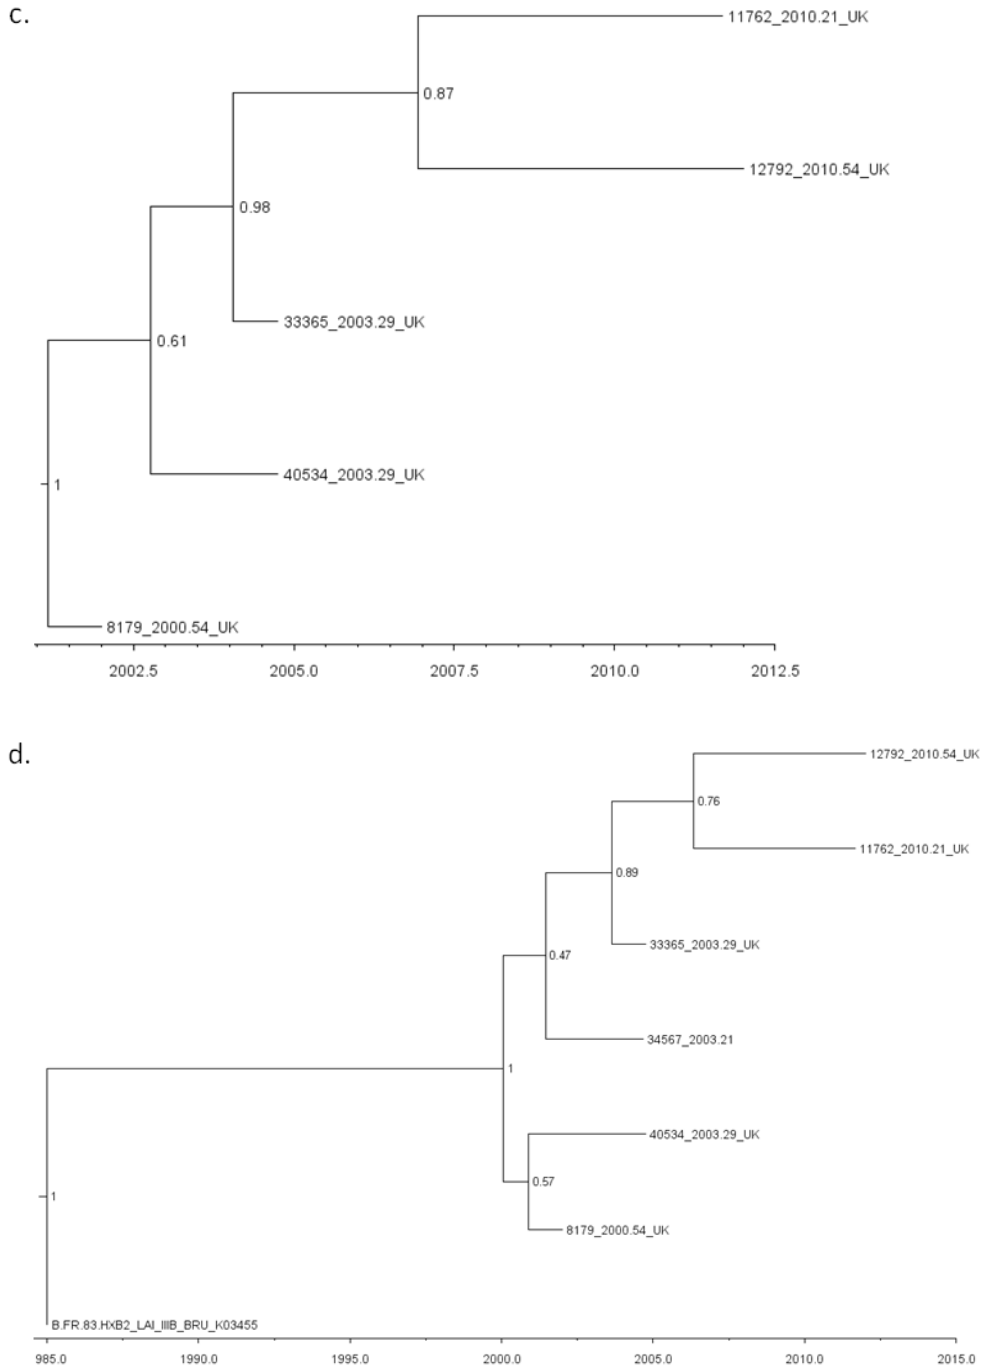 c.
11762_2010.21_UK
0.87
12792_2010.54_UK
0.98
33365_2003.29_UK
0.61
40534_2003.29_UK
1
8179_2000.54_UK
2002.5 2005.0 2007.5 2010.0 2012.5
d.
12792_2010.54_UK
0.76
11762_2010.21_UK
0.89
33365_2003.29_UK
0.47
34567_2003.21
1
40534_2003.29_UK
0.57
1
8179_2000.54_UK
B.FR.83.HXB2_LAI_IIIB_BRU_K03455
985.0 1990.0 1995.0 2000.0 2005.0 2010.0 2015.0